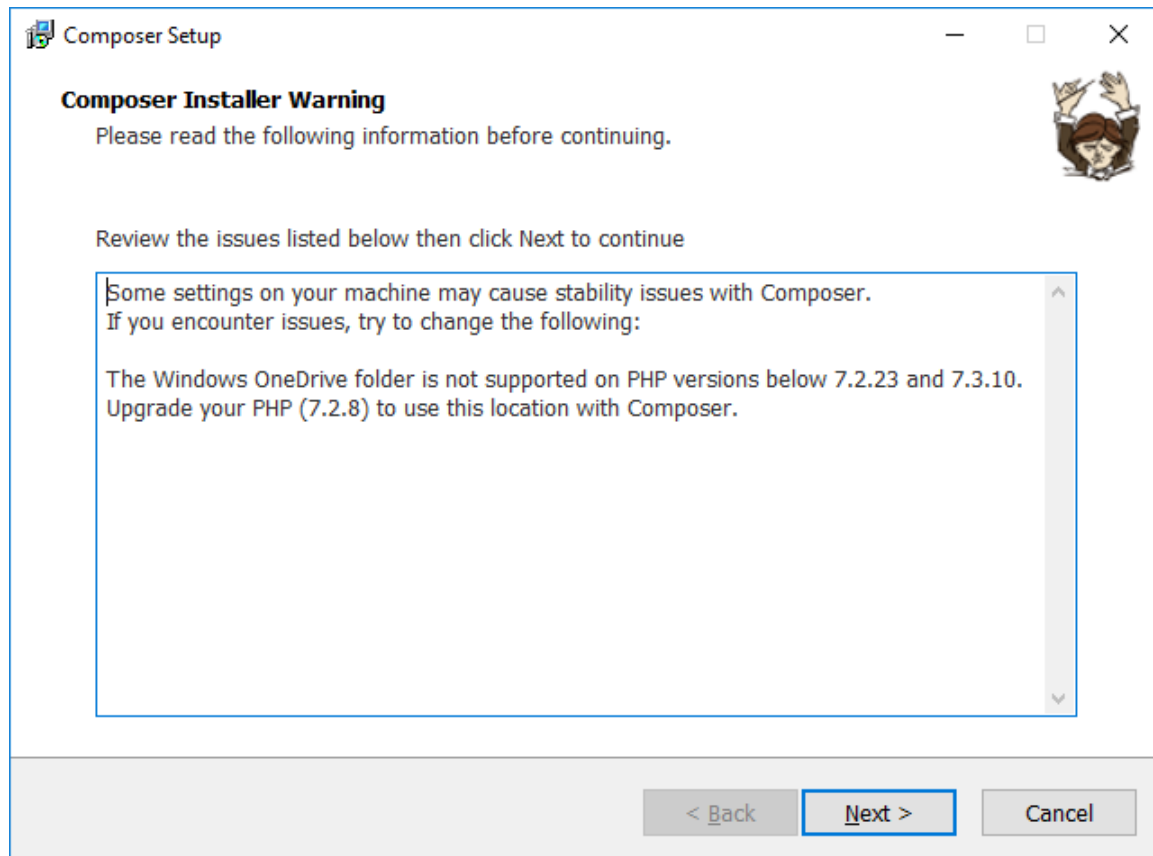 Composer Setup
Composer Installer Warning
Please read the following information before continuing.
Review the issues listed below then click Next to continue
Some settings on your machine may cause stability issues with Composer.
If you encounter issues, try to change the following:
The Windows OneDrive folder is not supported on PHP versions below 7.2.23 and 7.3.10.
Upgrade your PHP (7.2.8) to use this location with Composer.
< Back Next > Cancel